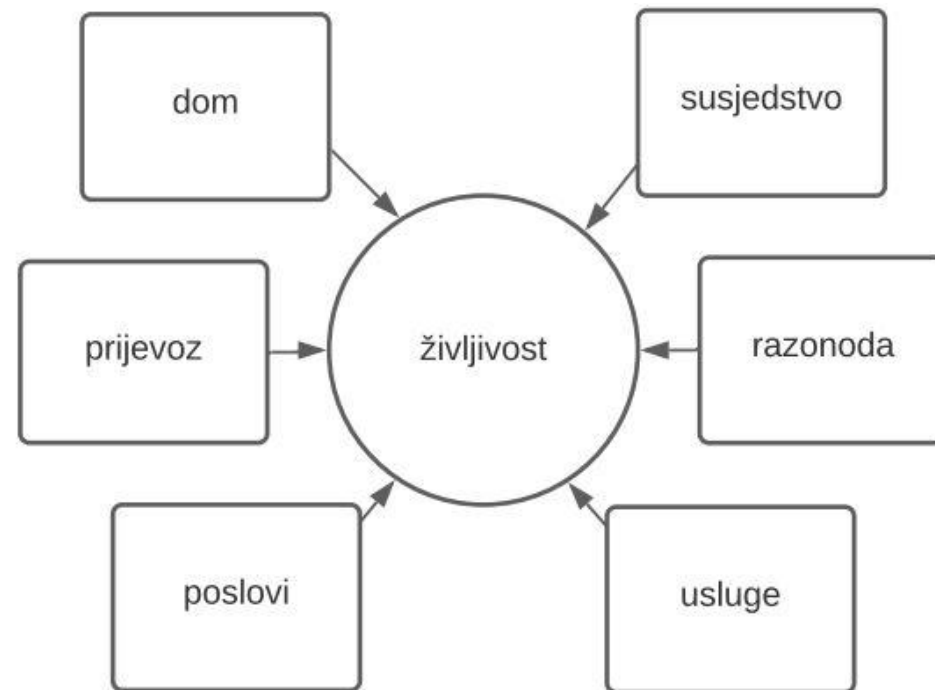 dom
susjedstvo
prijevoz
življivost
razonoda
poslovi
usluge